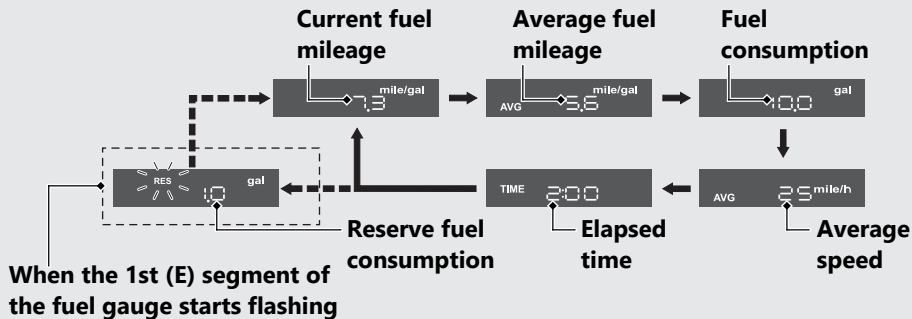 Current fuel
mileage
Average fuel
mileage
Fuel
consumption
7.3 mile/gal
AVG 5.6 mile/gal
10.0 gal
RES 1.0 gal
TIME 2:00
AVG 25 mile/h
Reserve fuel
consumption
Elapsed
time
Average
speed
When the 1st (E) segment of
the fuel gauge starts flashing